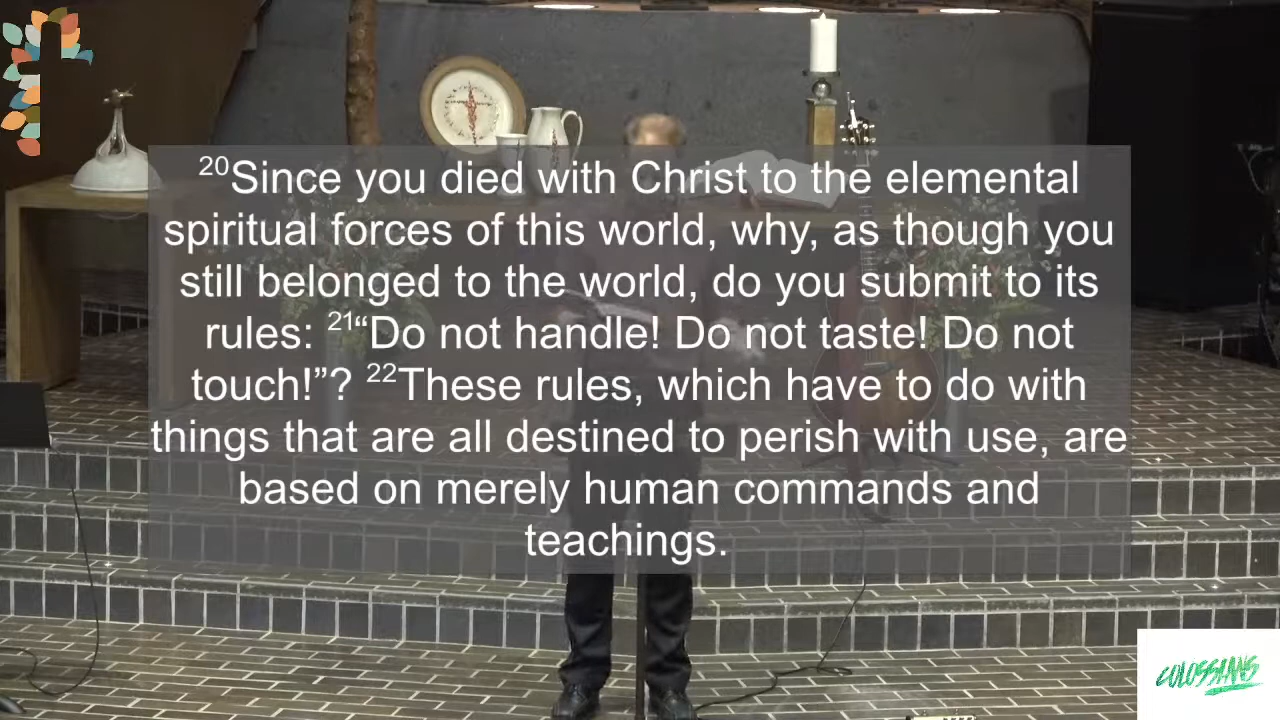 20Since you died with Christ to the elemental
spiritual forces of this world, why, as though you
still belonged to the world, do you submit to its
rules: 21“Do not handle! Do not taste! Do not
touch!”? 22These rules, which have to do with
things that are all destined to perish with use, are
based on merely human commands and
teachings.
COLOSSIANS